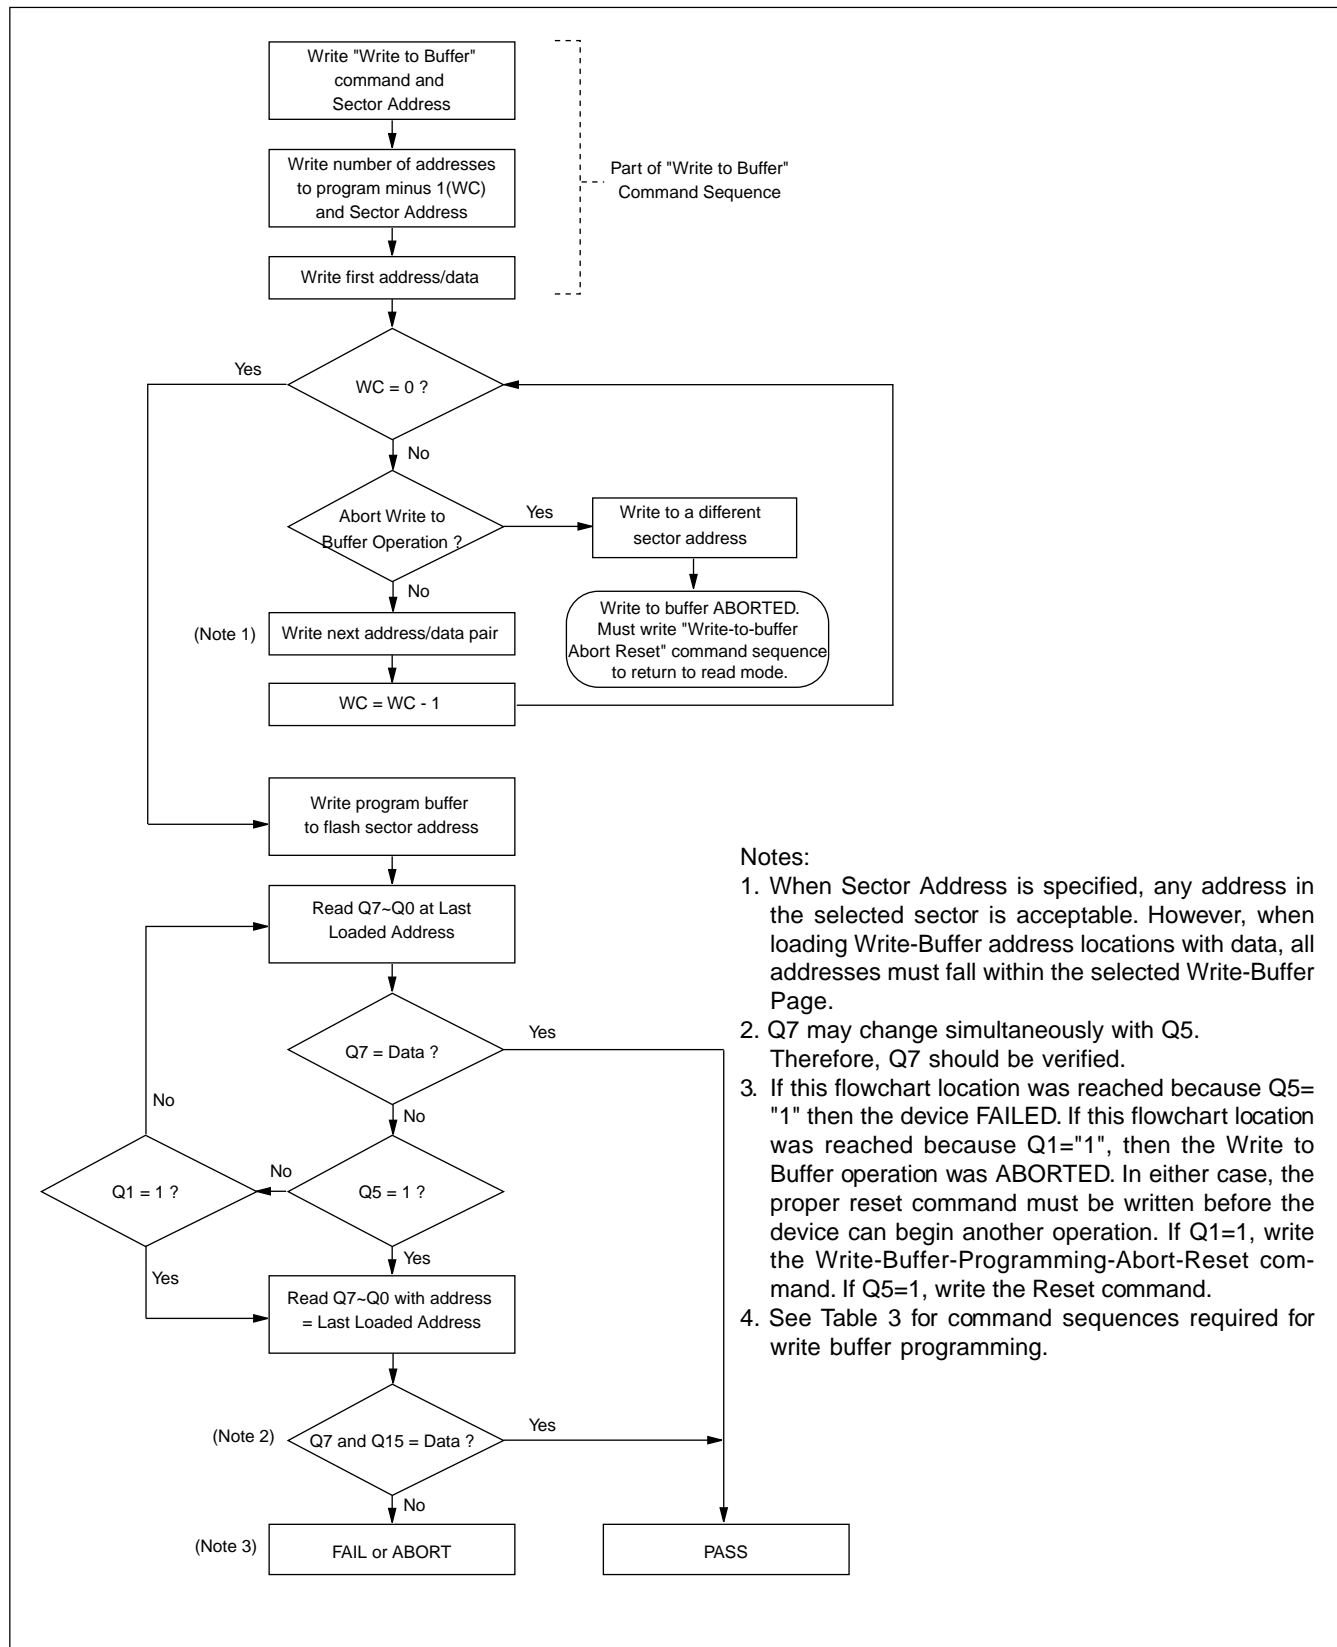 Write "Write to Buffer"
command and
Sector Address
Write number of addresses
to program minus 1(WC)
and Sector Address
Part of "Write to Buffer"
Command Sequence
Write first address/data
Yes
WC = 0 ?
No
Abort Write to
Buffer Operation ?
Yes
Write to a different
sector address
No
Write to buffer ABORTED.
Must write "Write-to-buffer
Abort Reset" command sequence
to return to read mode.
(Note 1)
Write next address/data pair
WC = WC - 1
Write program buffer
to flash sector address
Read Q7~Q0 at Last
Loaded Address
Yes
Q7 = Data ?
No
No
No
Q1 = 1 ?
Q5 = 1 ?
Yes
Yes
Read Q7~Q0 with address
= Last Loaded Address
Yes
(Note 2)
Q7 and Q15 = Data ?
No
(Note 3)
FAIL or ABORT
PASS
Notes:
1. When Sector Address is specified, any address in
the selected sector is acceptable. However, when
loading Write-Buffer address locations with data, all
addresses must fall within the selected Write-Buffer
Page.
2. Q7 may change simultaneously with Q5.
Therefore, Q7 should be verified.
3. If this flowchart location was reached because Q5=
"1" then the device FAILED. If this flowchart location
was reached because Q1="1", then the Write to
Buffer operation was ABORTED. In either case, the
proper reset command must be written before the
device can begin another operation. If Q1=1, write
the Write-Buffer-Programming-Abort-Reset com-
mand. If Q5=1, write the Reset command.
4. See Table 3 for command sequences required for
write buffer programming.